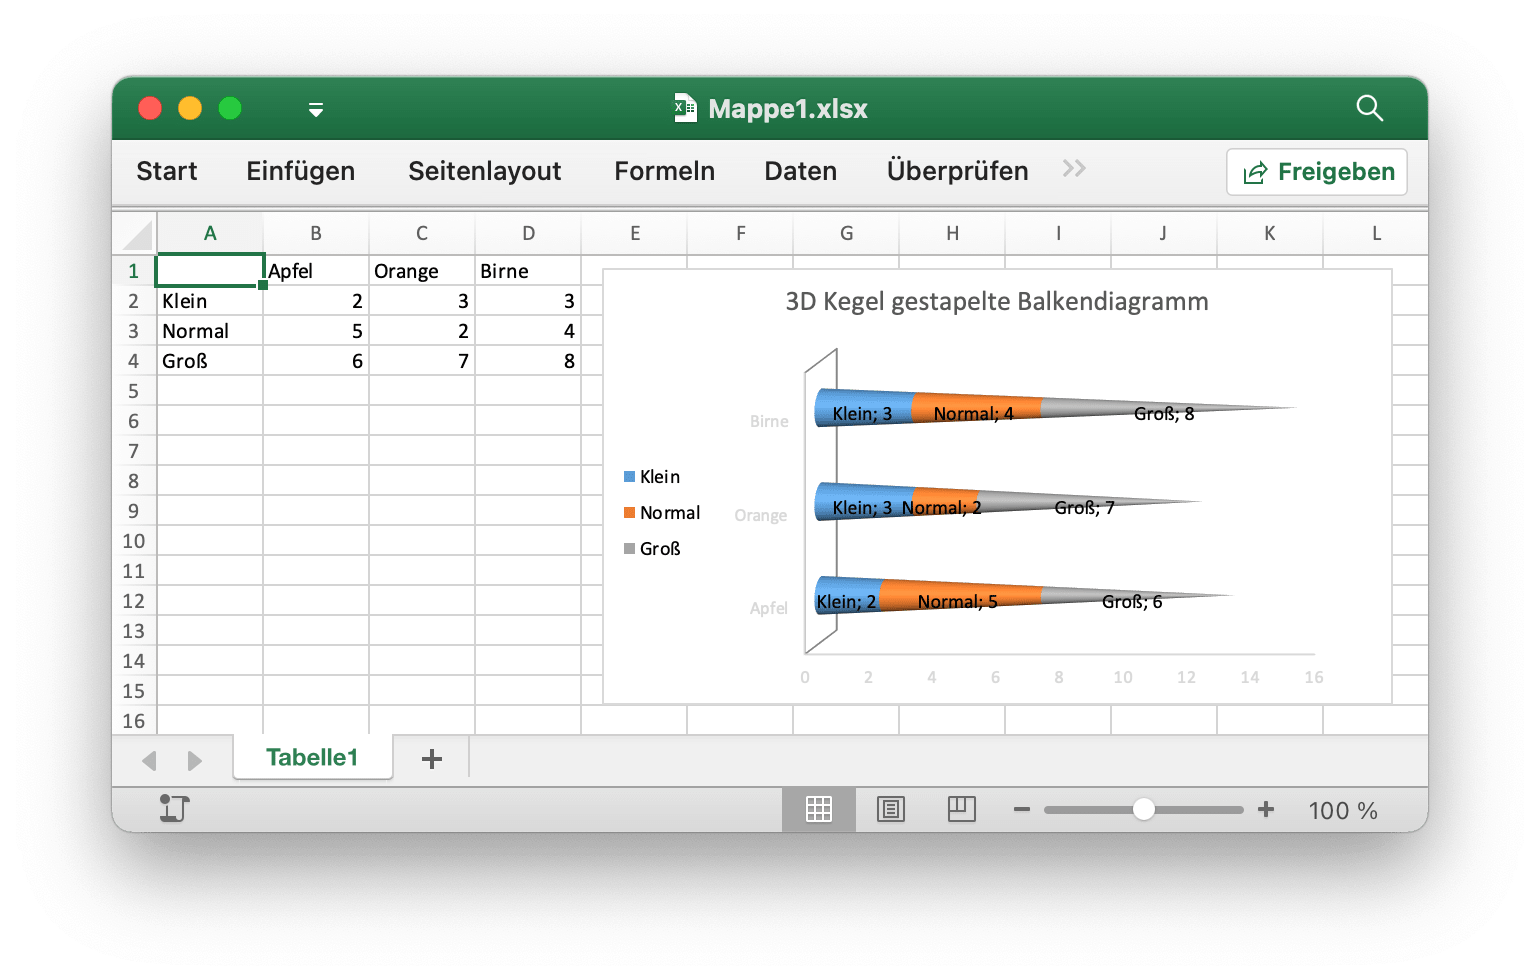 Mappe1.xlsx
Start Einfügen Seitenlayout Formeln Daten Überprüfen Freigeben
A B C D E F G H I J K L
1 Apfel Orange Birne
2 Klein 2 3 3
3 Normal 5 2 4
4 Groß 6 7 8
5
6
7
8
9
10
11
12
13
14
15
16
3D Kegel gestapelte Balkendiagramm
Klein
Normal
Groß
Birne Klein; 3 Normal; 4 Groß; 8
Orange Klein; 3 Normal; 2 Groß; 7
Apfel Klein; 2 Normal; 5 Groß; 6
0 2 4 6 8 10 12 14 16
Tabelle1
100 %